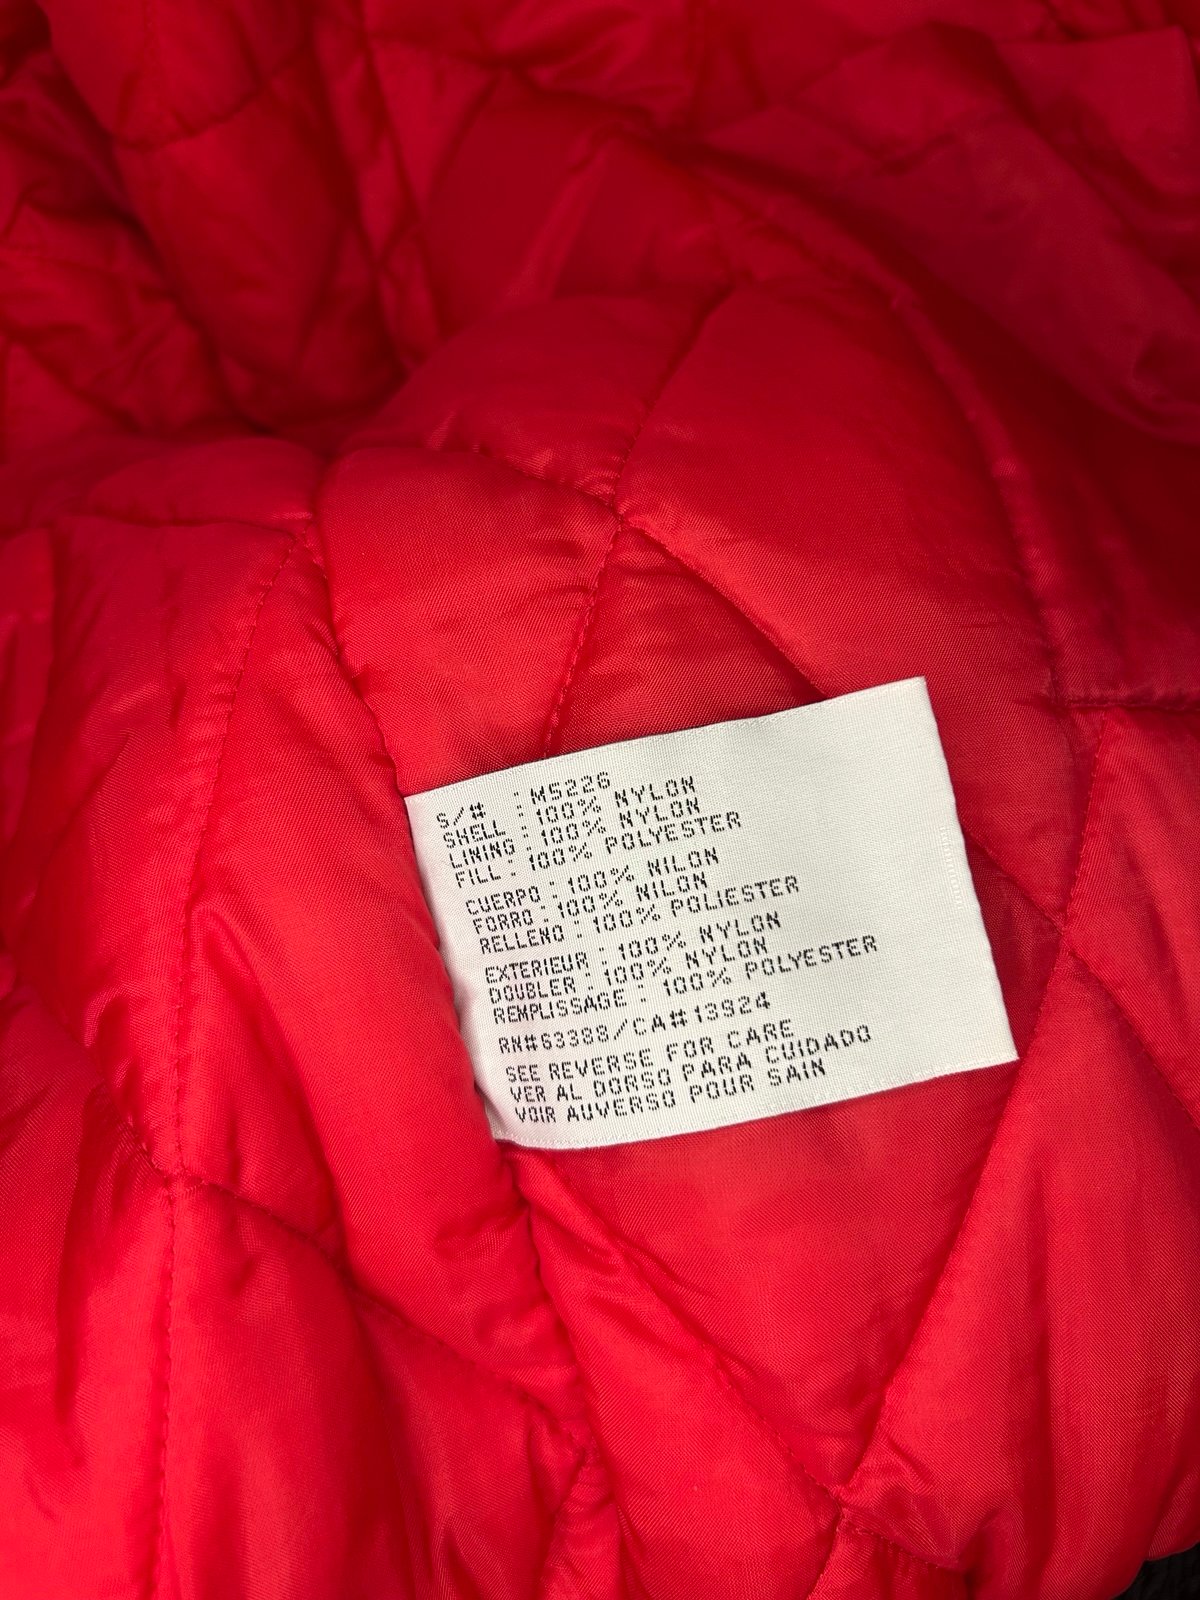 S/# : M5226
SHELL : 100% NYLON
LINING : 100% NYLON
FILL : 100% POLYESTER
CUERPO : 100% NILON
FORRO : 100% NILON
RELLENO : 100% POLIESTER
EXTERIEUR : 100% NYLON
DOUBLER : 100% NYLON
REMPLISSAGE : 100% POLYESTER
RN#63388/CA#13924
SEE REVERSE FOR CARE
VER AL DORSO PARA CUIDADO
VOIR AUVERSO POUR SAIN